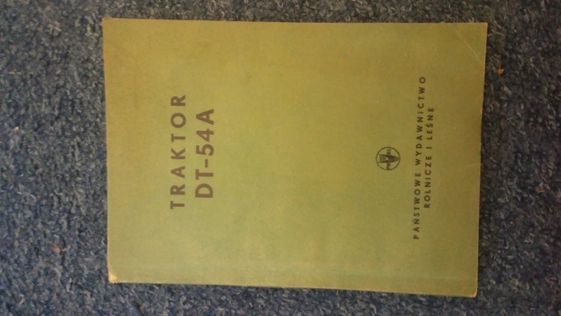 TRAKTOR
DT-54A
PAŃSTWOWE WYDAWNICTWO
ROLNICZE I LEŚNE